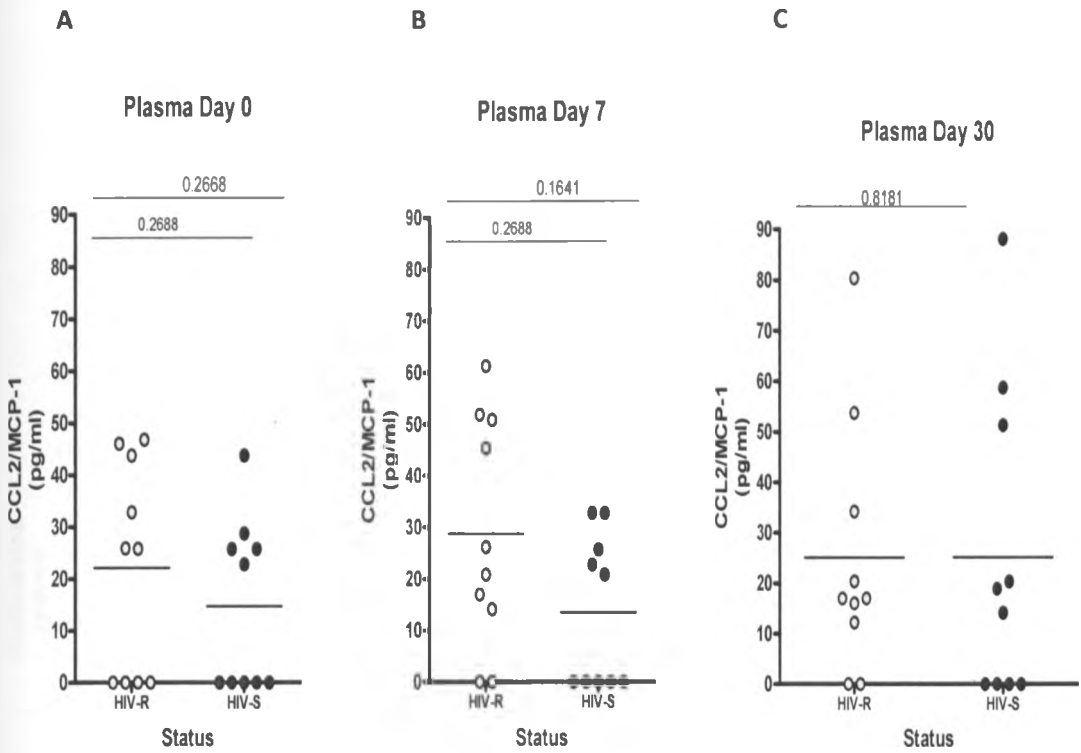 A
B
C
Plasma Day 0
Plasma Day 7
Plasma Day 30
0.2668
0.2688
90
80
70
60
50
40
30
20
10
0
CCL2/MCP-1
(pg/ml)
HIV-R
HIV-S
Status
0.1641
0.2688
90
80
70
60
50
40
30
20
10
0
CCL2/MCP-1
(pg/ml)
HIV-R
HIV-S
Status
0.8181
90
80
70
60
50
40
30
20
10
0
CCL2/MCP-1
(pg/ml)
HIV-R
HIV-S
Status